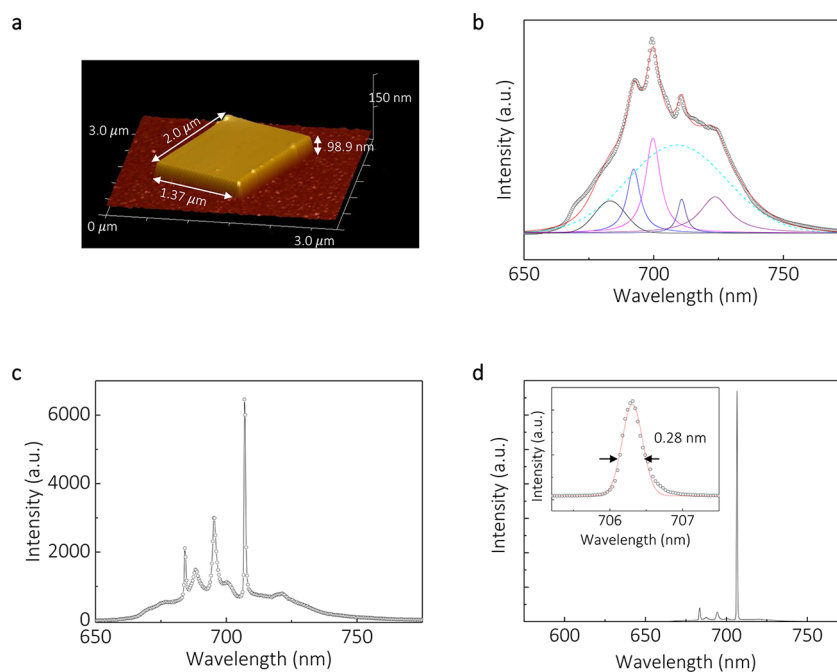 a
150 nm
3.0 μm
2.0 μm
98.9 nm
1.37 μm
0 μm
3.0 μm
b
Intensity (a.u.)
650 700 750
Wavelength (nm)
c
6000
4000
2000
0
Intensity (a.u.)
650 700 750
Wavelength (nm)
d
Intensity (a.u.)
0.28 nm
Intensity (a.u.)
706 707
Wavelength (nm)
600 650 700 750
Wavelength (nm)